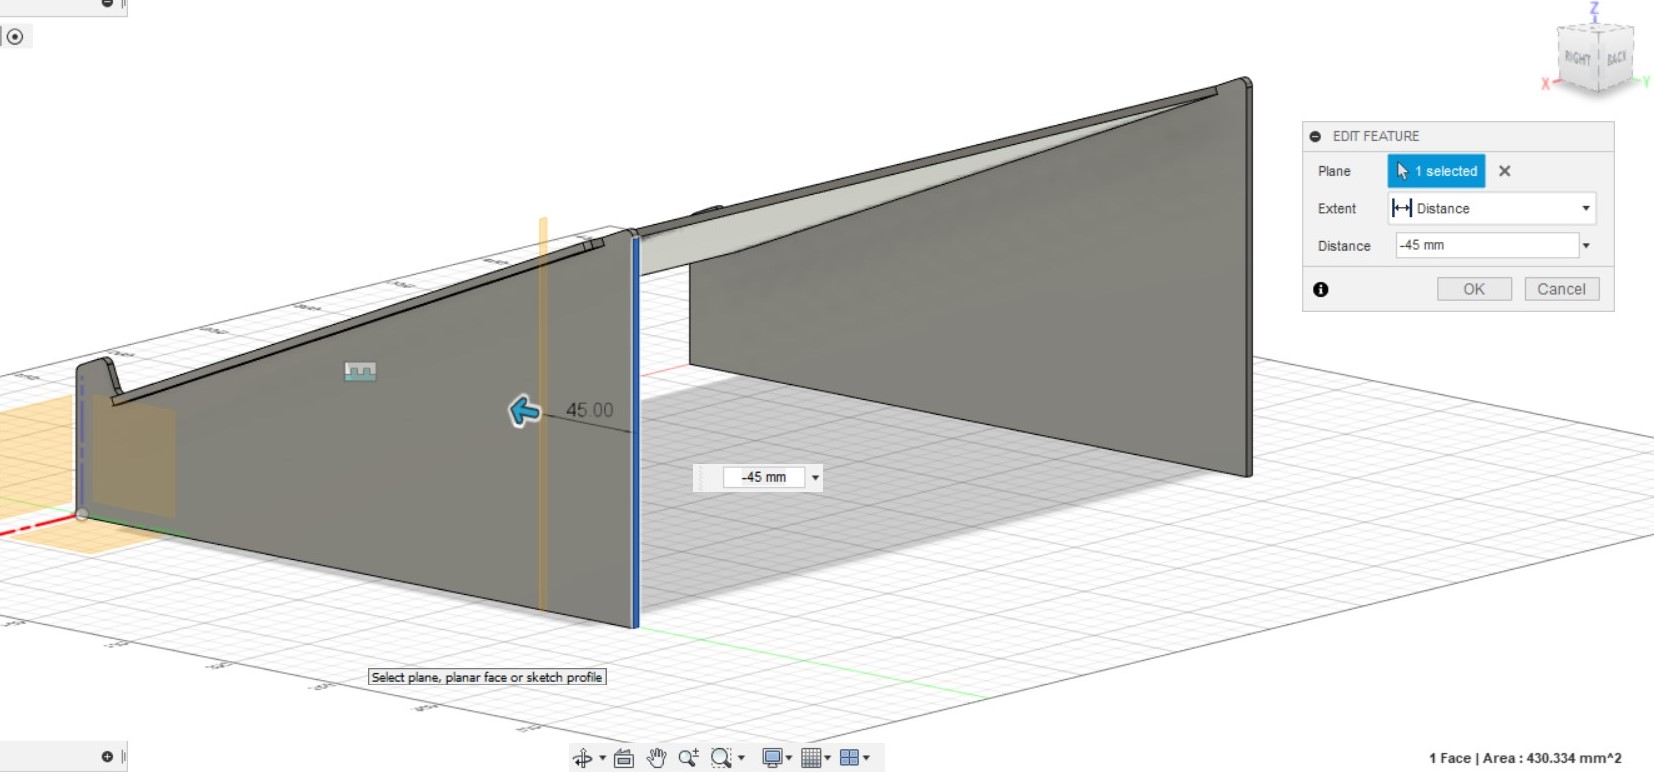 Z
RIGHT
BACK
X
Y
EDIT FEATURE
Plane
1 selected
Extent
Distance
Distance
-45 mm
OK
Cancel
45.00
-45 mm
Select plane, planar face or sketch profile
1 Face | Area : 430.334 mm^2